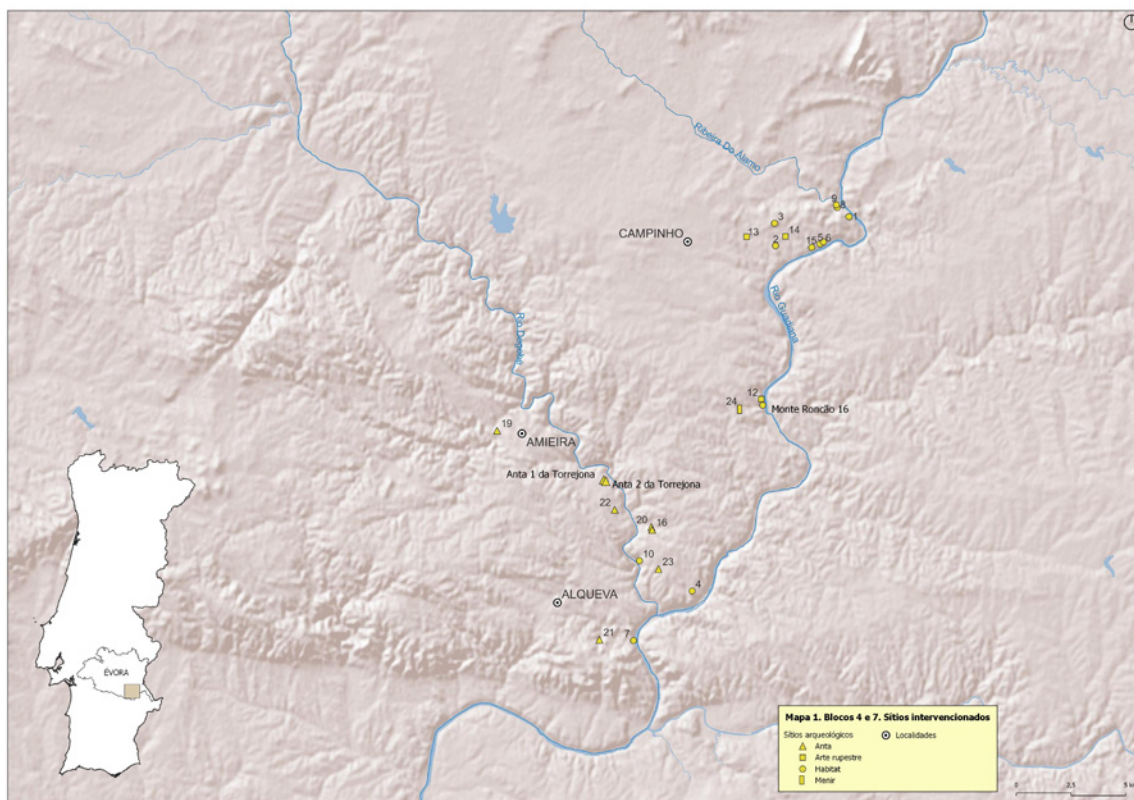 Ribeira Do Álamo
9
8
1
3
CAMPINHO
13
14
2
15
5
6
Rio Guadiana
Rio Degebe
12
24
Monte Roncão 16
19
AMIEIRA
Anta 1 da Torrejona
Anta 2 da Torrejona
22
20
16
10
23
4
ALQUEVA
21
7
ÉVORA
Mapa 1. Blocos 4 e 7. Sítios intervencionados
Sítios arqueológicos
Localidades
Anta
Arte rupestre
Habitat
Menir
0
2,5